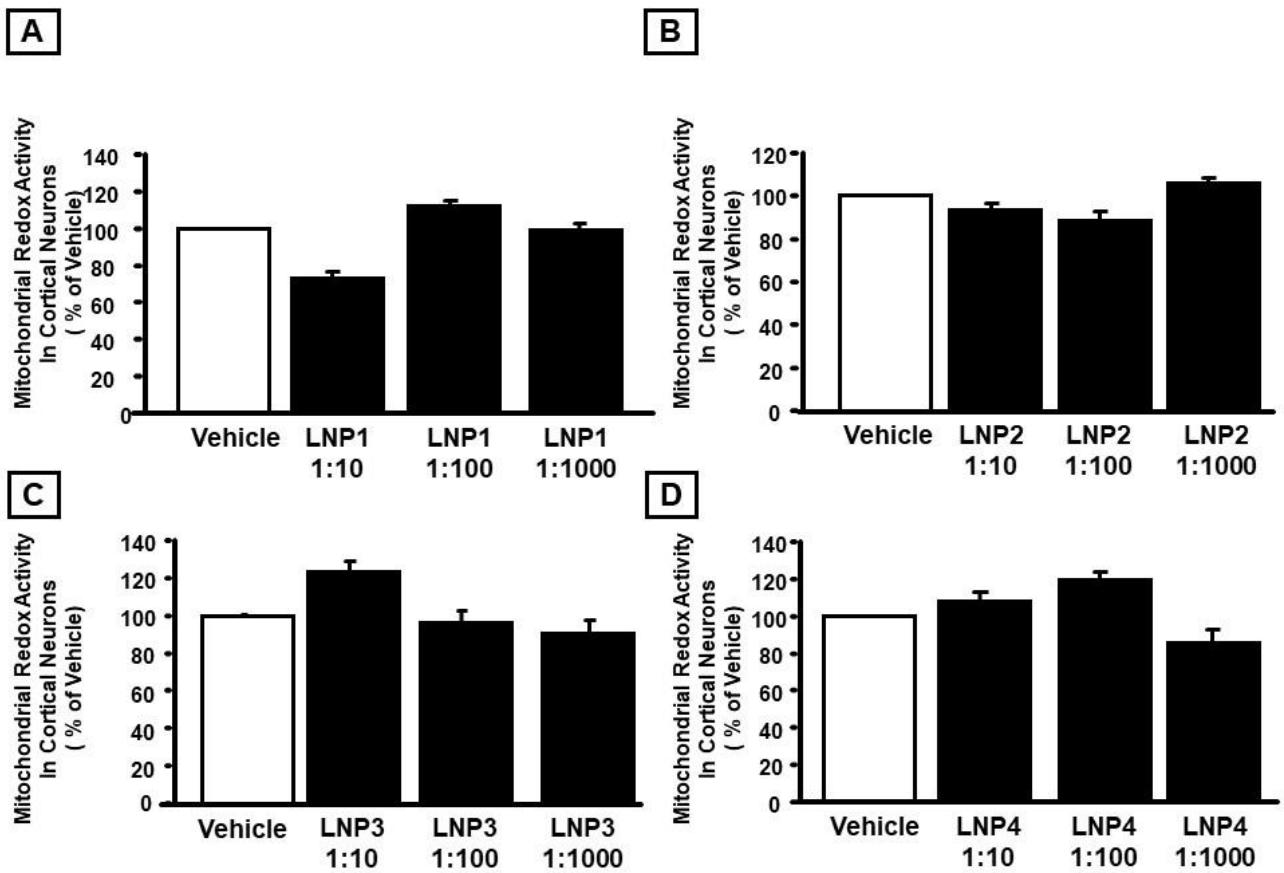 A
Mitochondrial Redox Activity
In Cortical Neurons
( % of Vehicle)
140
120
100
80
60
40
20
0
Vehicle
LNP1
1:10
LNP1
1:100
LNP1
1:1000
B
Mitochondrial Redox Activity
In Cortical Neurons
( % of Vehicle)
120
100
80
60
40
20
0
Vehicle
LNP2
1:10
LNP2
1:100
LNP2
1:1000
C
Mitochondrial Redox Activity
In Cortical Neurons
( % of Vehicle)
140
120
100
80
60
40
20
0
Vehicle
LNP3
1:10
LNP3
1:100
LNP3
1:1000
D
Mitochondrial Redox Activity
In Cortical Neurons
( % of Vehicle)
140
120
100
80
60
40
20
0
Vehicle
LNP4
1:10
LNP4
1:100
LNP4
1:1000